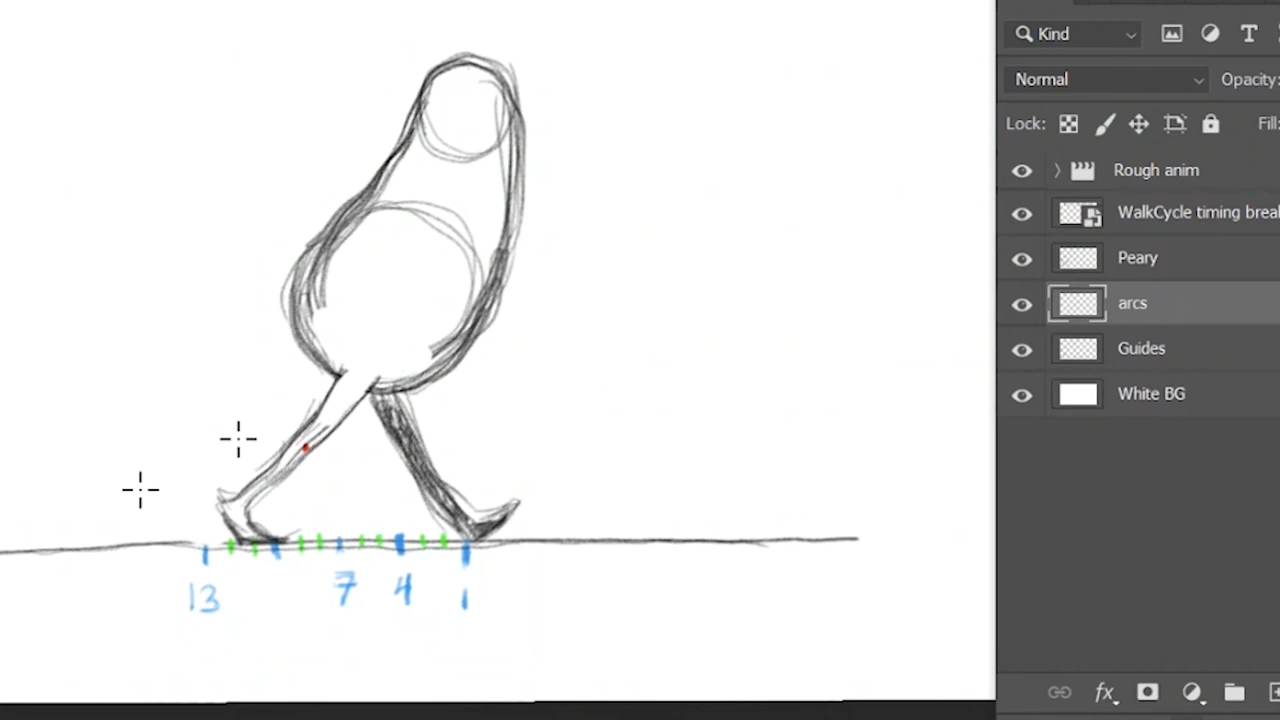 Kind
Normal Opacity:
Lock: Fill:
Rough anim
WalkCycle timing brea
Peary
arcs
Guides
White BG
13 7 4 1
fx